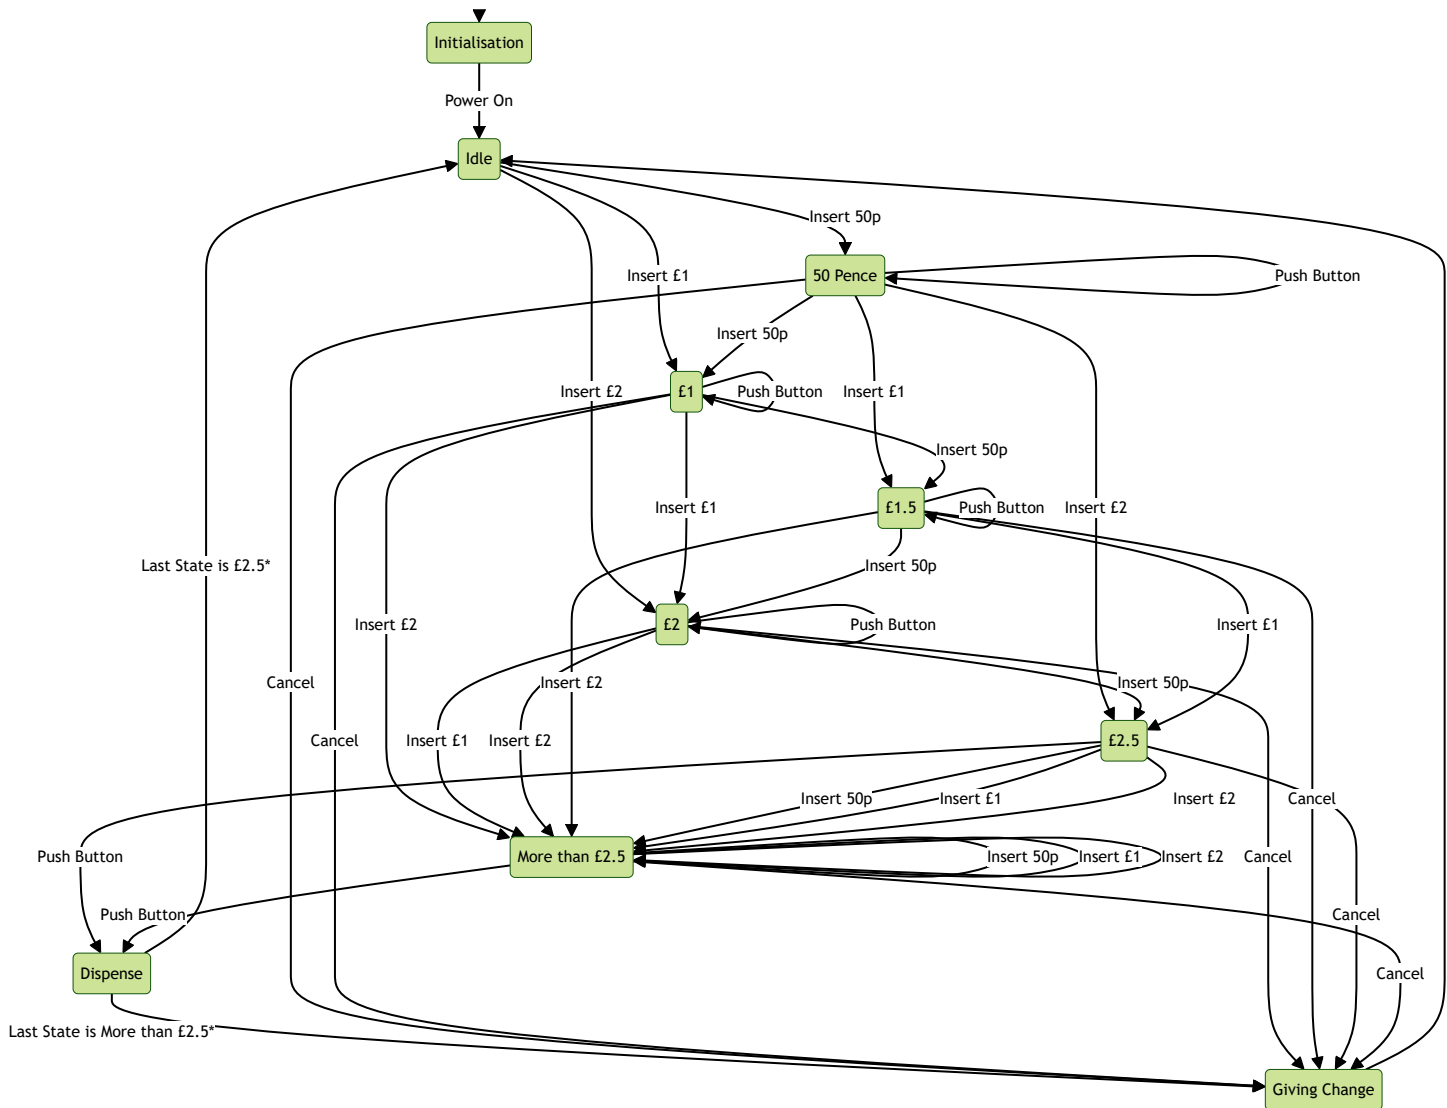 Initialisation
Power On
Idle
Insert 50p
Insert £1
50 Pence
Push Button
Insert 50p
Insert £2
£1
Push Button
Insert £1
Insert 50p
Insert £1
£1.5
Push Button
Insert £2
Last State is £2.5*
Insert 50p
Insert £2
£2
Push Button
Insert £1
Cancel
Insert £2
Insert 50p
Cancel
Insert £1
Insert £2
£2.5
Insert 50p
Insert £1
Insert £2
Cancel
Push Button
More than £2.5
Insert 50p
Insert £1
Insert £2
Cancel
Push Button
Cancel
Dispense
Cancel
Last State is More than £2.5*
Giving Change